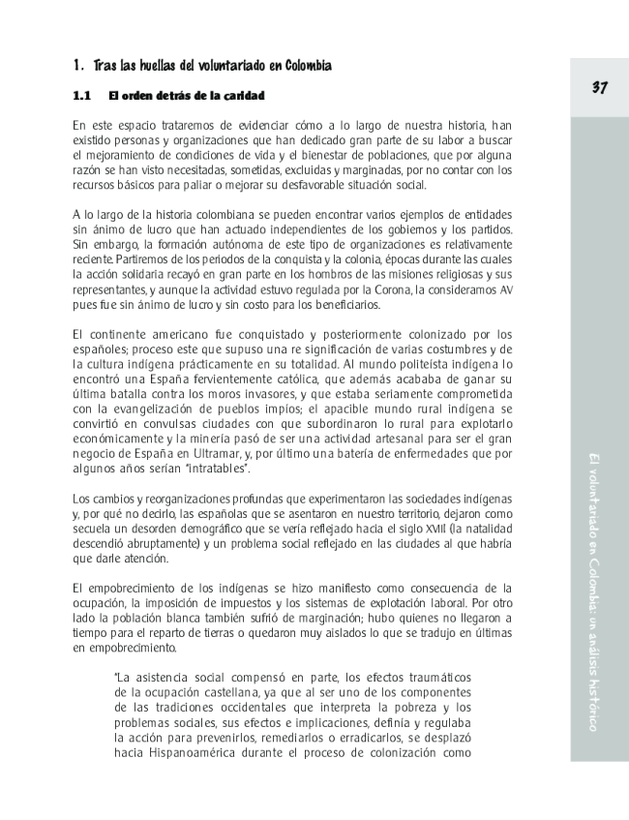 1. Tras las huellas del voluntariado en Colombia
1.1 El orden detrás de la caridad
En este espacio trataremos de evidenciar cómo a lo largo de nuestra historia, han
existido personas y organizaciones que han dedicado gran parte de su labor a buscar
el mejoramiento de condiciones de vida y el bienestar de poblaciones, que por alguna
razón se han visto necesitadas, sometidas, excluidas y marginadas, por no contar con los
recursos básicos para paliar o mejorar su desfavorable situación social.
A lo largo de la historia colombiana se pueden encontrar varios ejemplos de entidades
sin ánimo de lucro que han actuado independientes de los gobiernos y los partidos.
Sin embargo, la formación autónoma de este tipo de organizaciones es relativamente
reciente. Partiremos de los periodos de la conquista y la colonia, épocas durante las cuales
la acción solidaria recayó en gran parte en los hombres de las misiones religiosas y sus
representantes, y aunque la actividad estuvo regulada por la Corona, la consideramos AV
pues fue sin ánimo de lucro y sin costo para los beneficiarios.
El continente americano fue conquistado y posteriormente colonizado por los
españoles; proceso este que supuso una re significación de varias costumbres y de
la cultura indígena prácticamente en su totalidad. Al mundo politeísta indígena lo
encontró una España fervientemente católica, que además acababa de ganar su
última batalla contra los moros invasores, y que estaba seriamente comprometida
con la evangelización de pueblos impíos; el apacible mundo rural indígena se
convirtió en convulsas ciudades con que subordinaron lo rural para explotarlo
económicamente y la minería pasó de ser una actividad artesanal para ser el gran
negocio de España en Ultramar, y, por último una batería de enfermedades que por
algunos años serían "intratables".
Los cambios y reorganizaciones profundas que experimentaron las sociedades indígenas
y, por qué no decirlo, las españolas que se asentaron en nuestro territorio, dejaron como
secuela un desorden demográfico que se vería reflejado hacia el siglo XVIII (la natalidad
descendió abruptamente) y un problema social reflejado en las ciudades al que habría
que darle atención.
El empobrecimiento de los indígenas se hizo manifiesto como consecuencia de la
ocupación, la imposición de impuestos y los sistemas de explotación laboral. Por otro
lado la población blanca también sufrió de marginación; hubo quienes no llegaron a
tiempo para el reparto de tierras o quedaron muy aislados lo que se tradujo en últimas
en empobrecimiento.
"La asistencia social compensó en parte, los efectos traumáticos
de la ocupación castellana, ya que al ser uno de los componentes
de las tradiciones occidentales que interpreta la pobreza y los
problemas sociales, sus efectos e implicaciones, definía y regulaba
la acción para prevenirlos, remediarlos o erradicarlos, se desplazó
hacia Hispanoamérica durante el proceso de colonización como
37
El voluntariado en Colombia: un análisis histórico